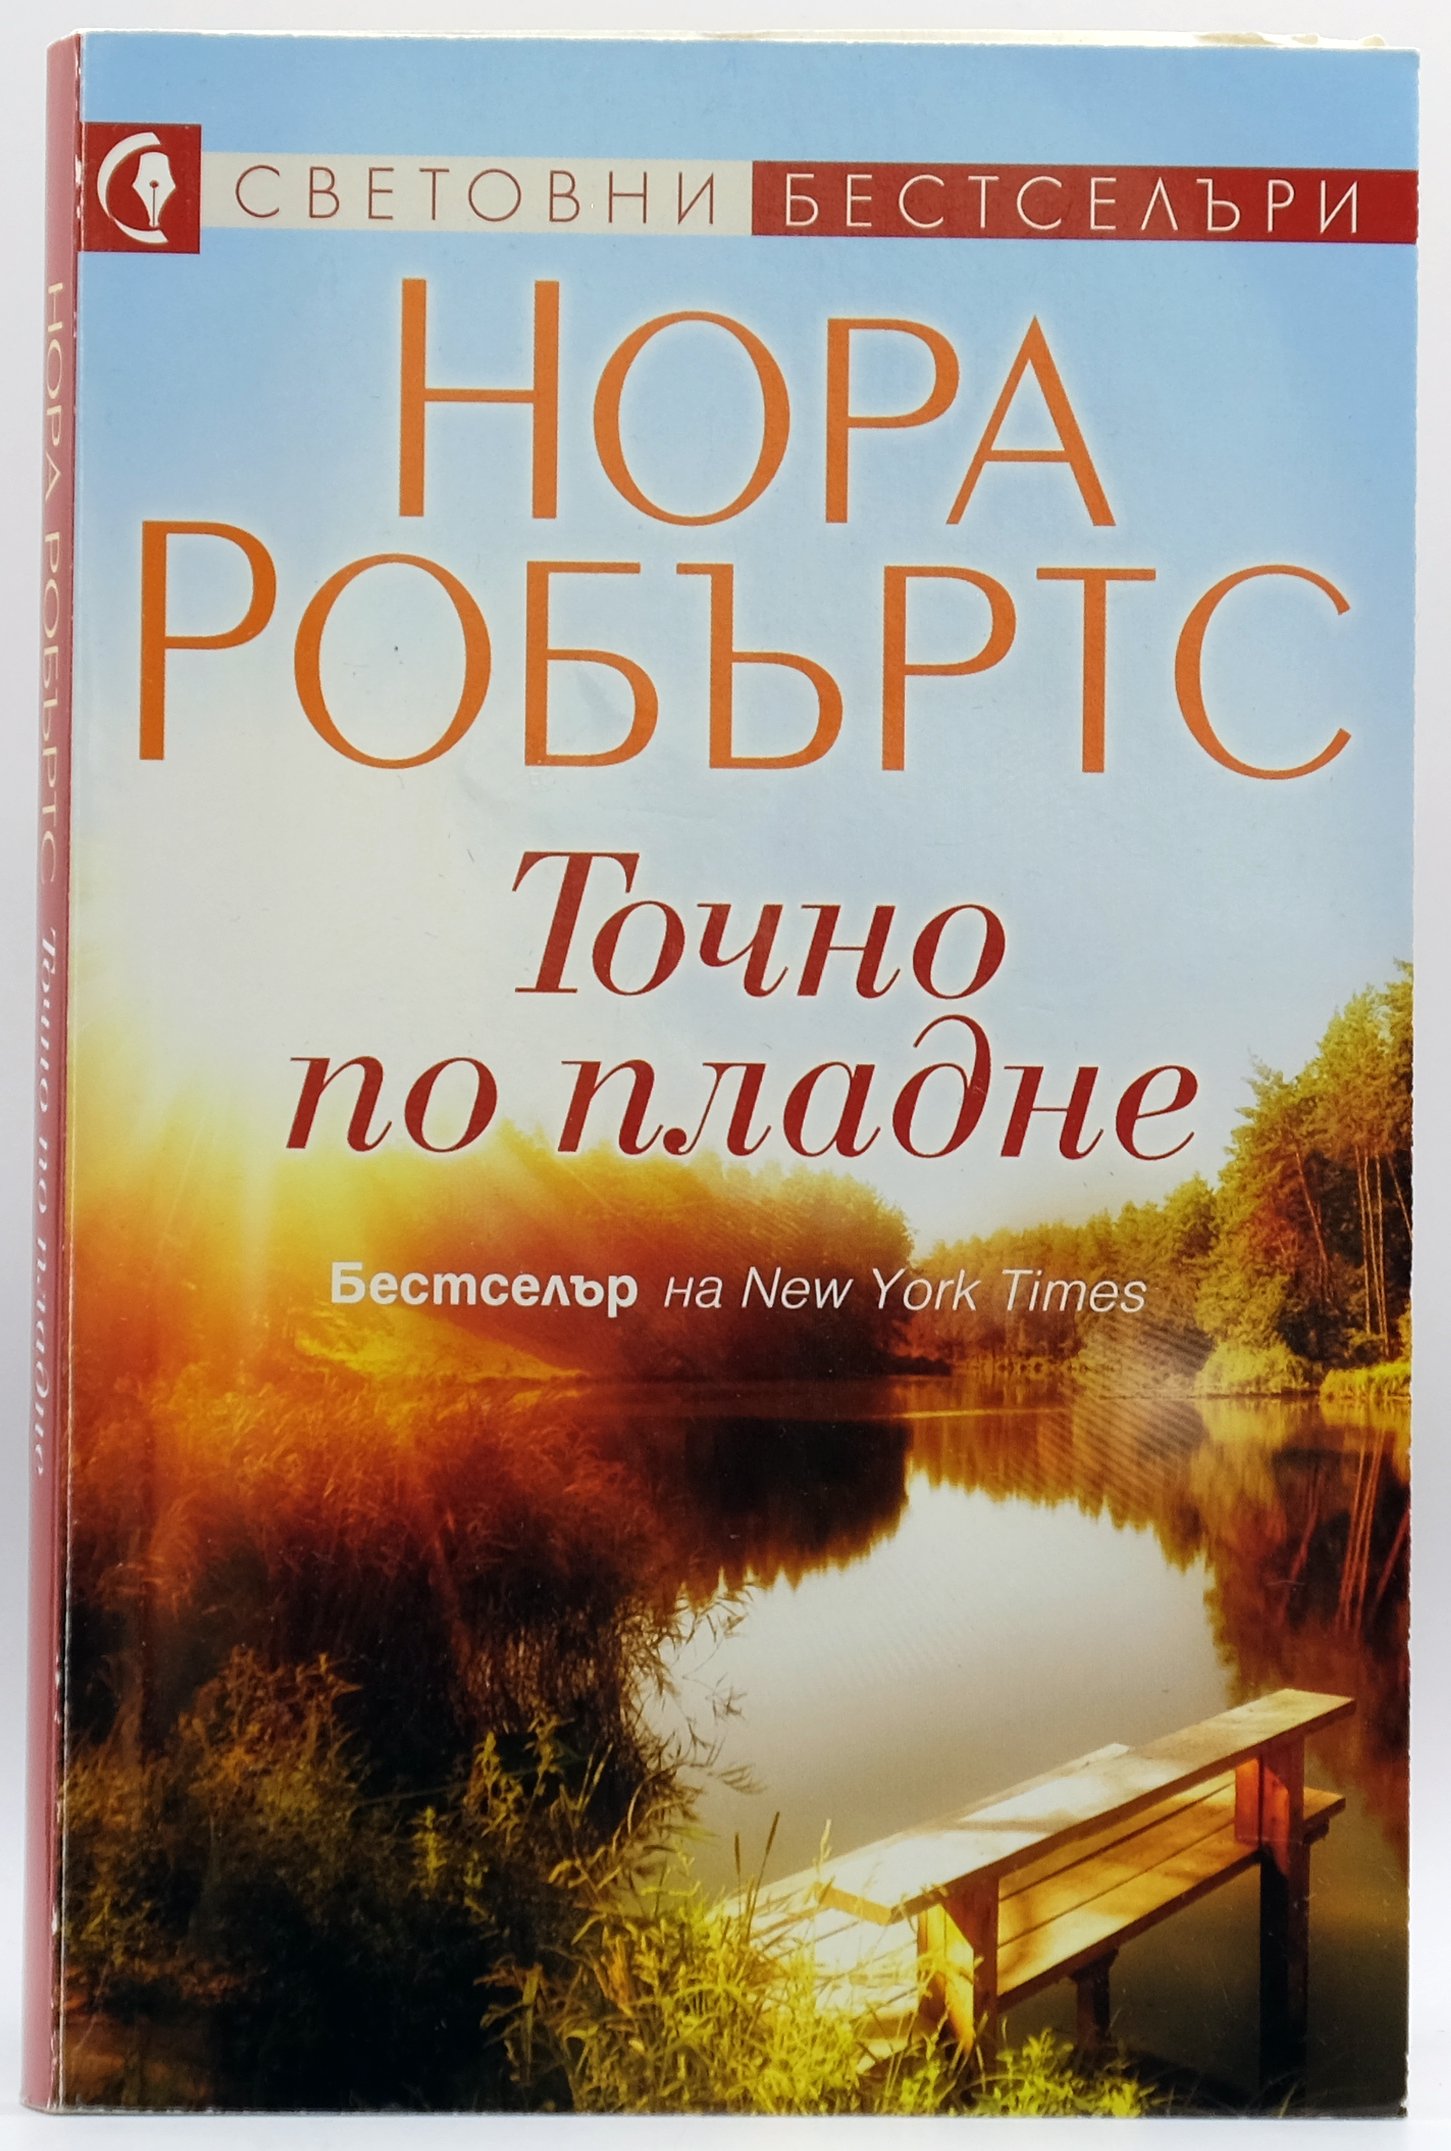 СВЕТОВНИ БЕСТСЕЛЪРИ
НОРА
РОБЪРТС
Точно
по пладне
Бестселър на New York Times
НОРА РОБЪРТС Точно по пладне